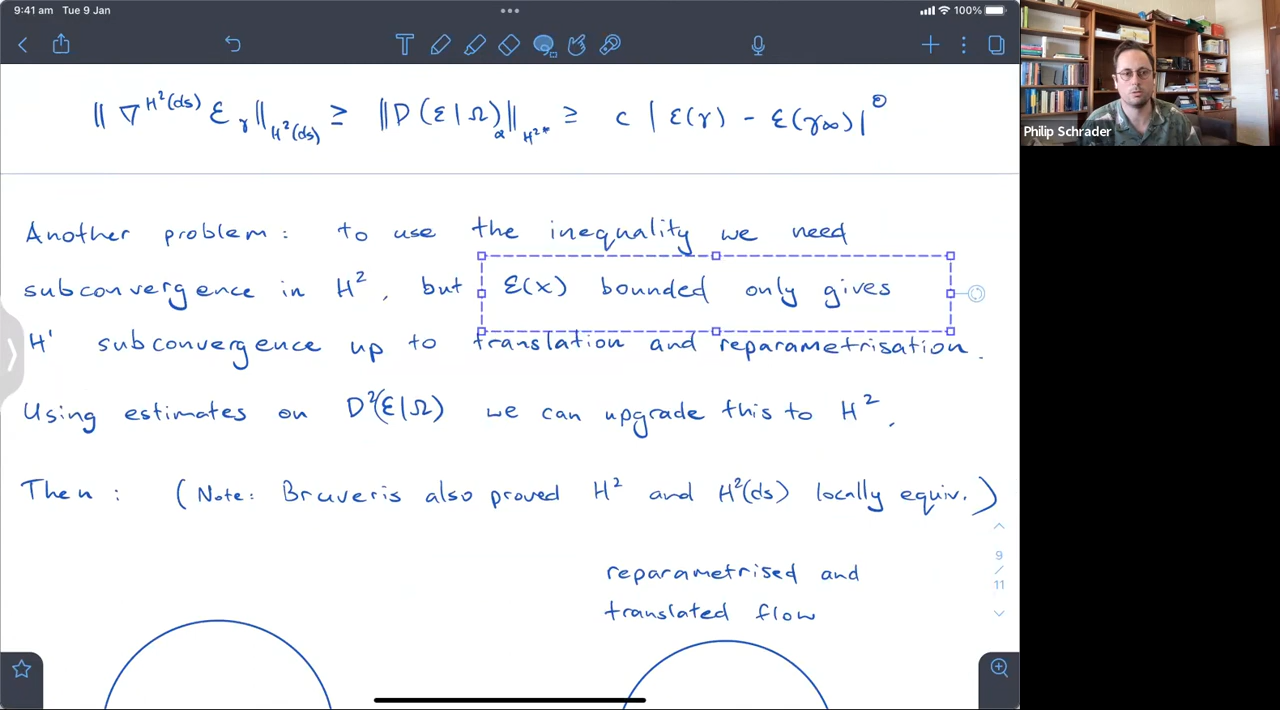 9:41 am Tue 9 Jan
100%
‖ ∇^{H²(ds)} ℰ_γ ‖_{H²(ds)} ≥ ‖D(ℰ|Ω)_α‖_{H²*} ≥ c | ℰ(γ) - ℰ(γ∞) |^θ
Philip Schrader
Another problem: to use the inequality we need
subconvergence in H², but ℰ(x) bounded only gives
H¹ subconvergence up to translation and reparametrisation.
Using estimates on D²(ℰ|Ω) we can upgrade this to H².
Then: (Note: Bruveris also proved H² and H²(ds) locally equiv.)
9
/
11
reparametrised and
translated flow